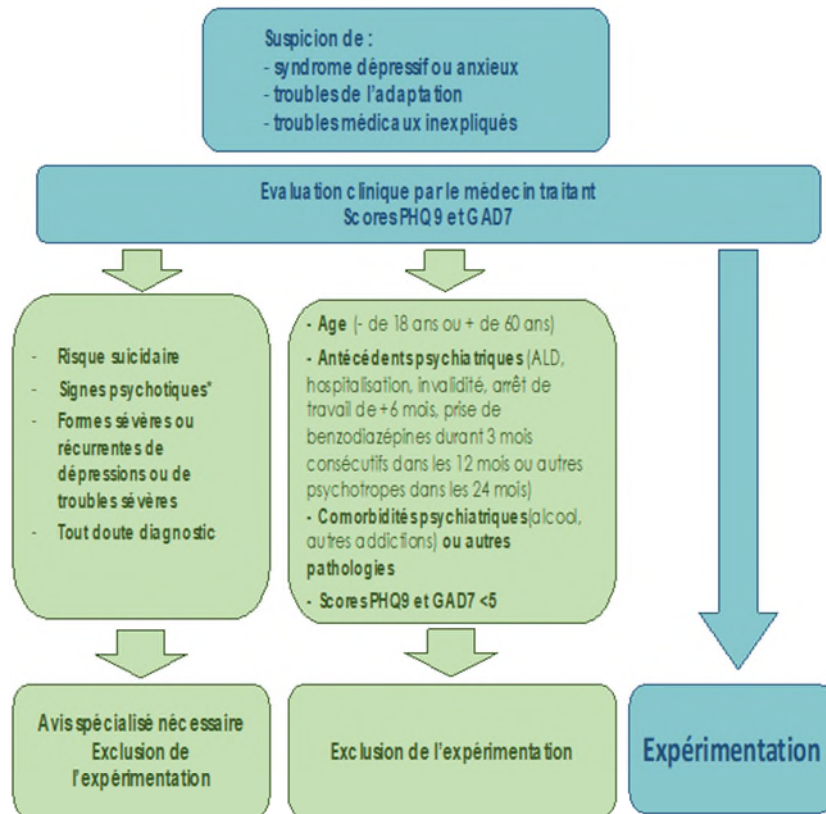 Suspicion de :
- syndrome dépressif ou anxieux
- troubles de l'adaptation
- troubles médicaux inexpliqués
Evaluation clinique par le médecin traitant
Scores PHQ9 et GAD7
- Risque suicidaire
- Signes psychotiques*
- Formes sévères ou
récurrentes de
dépressions ou de
troubles sévères
- Tout doute diagnostic
- Age (- de 18 ans ou + de 60 ans)
- Antécédents psychiatriques (ALD,
hospitalisation, invalidité, arrêt de
travail de +6 mois, prise de
benzodiazépines durant 3 mois
consécutifs dans les 12 mois ou autres
psychotropes dans les 24 mois)
- Comorbidités psychiatriques(alcool,
autres addictions) ou autres
pathologies
- Scores PHQ9 et GAD7 <5
Avis spécialisé nécessaire
Exclusion de
l'expérimentation
Exclusion de l'expérimentation
Expérimentation